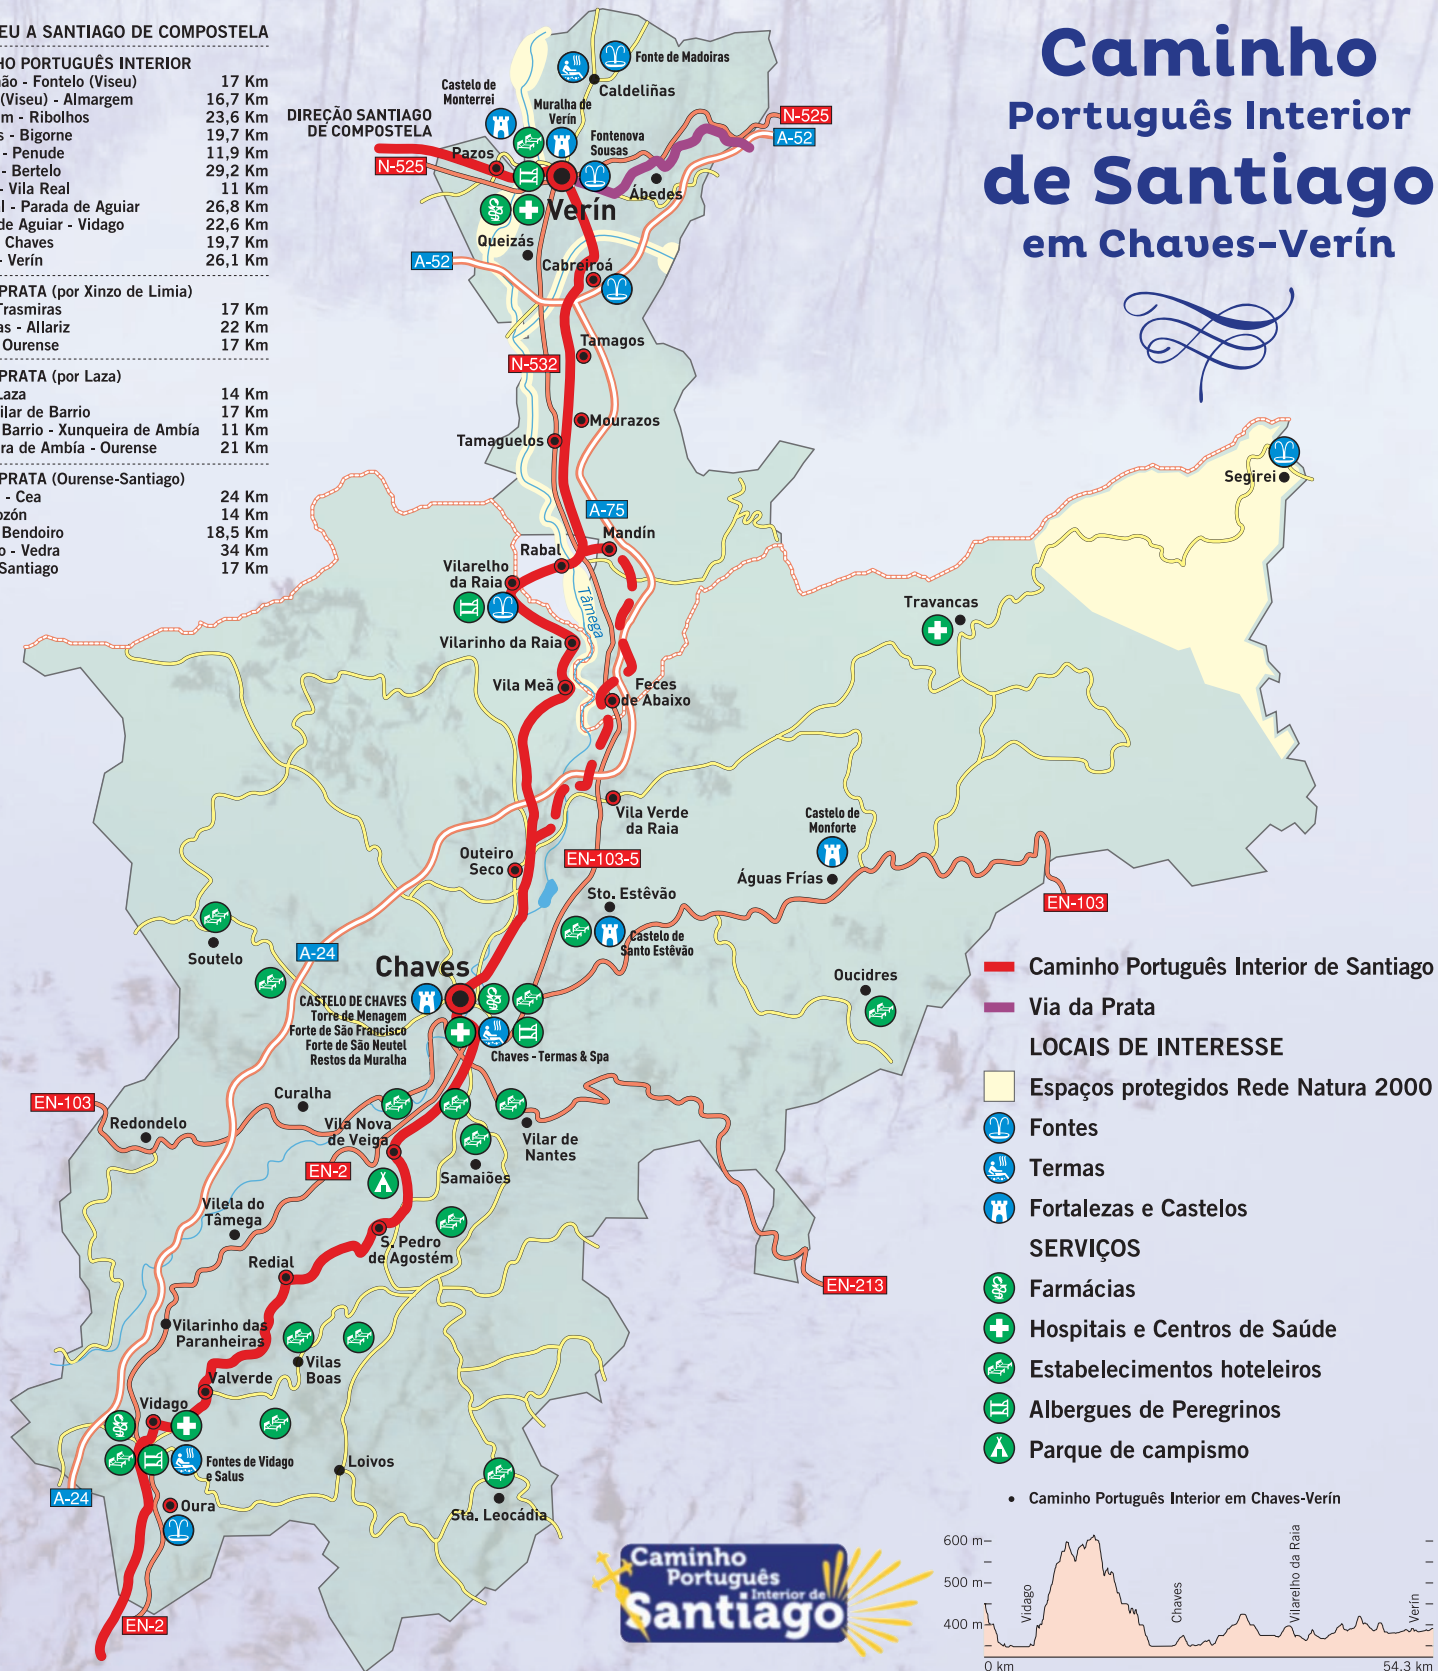 EU A SANTIAGO DE COMPOSTELA
HO PORTUGUÊS INTERIOR
ão - Fontelo (Viseu) 17 Km
(Viseu) - Almargem 16,7 Km
m - Ribolhos 23,6 Km
s - Bigorne 19,7 Km
- Penude 11,9 Km
- Bertelo 29,2 Km
- Vila Real 11 Km
l - Parada de Aguiar 26,8 Km
de Aguiar - Vidago 22,6 Km
Chaves 19,7 Km
- Verín 26,1 Km
PRATA (por Xinzo de Limia)
Trasmiras 17 Km
as - Allariz 22 Km
Ourense 17 Km
PRATA (por Laza)
Laza 14 Km
ilar de Barrio 17 Km
Barrio - Xunqueira de Ambía 11 Km
ra de Ambía - Ourense 21 Km
PRATA (Ourense-Santiago)
- Cea 24 Km
ozón 14 Km
Bendoiro 18,5 Km
o - Vedra 34 Km
Santiago 17 Km
Caminho
Português Interior
de Santiago
em Chaves-Verín
DIREÇÃO SANTIAGO
DE COMPOSTELA
N-525
Pazos
Castelo de
Monterrei
Muralha de
Verín
Fonte de Madoiras
Caldeliñas
Fontenova
Sousas
N-525
A-52
Ábedes
Verín
Queizás
A-52
Cabreiroá
Tamagos
N-532
Mourazos
Tamaguelos
A-75
Mandín
Rabal
Vilarelho
da Raia
Tâmega
Vilarinho da Raia
Vila Meã
Feces
de Abaixo
Segirei
Travancas
Vila Verde
da Raia
Castelo de
Monforte
Águas Frías
EN-103
Outeiro
Seco
EN-103-5
Sto. Estêvão
Castelo de
Santo Estêvão
Soutelo
A-24
Chaves
CASTELO DE CHAVES
Torre de Menagem
Forte de São Francisco
Forte de São Neutel
Restos da Muralha
Chaves - Termas & Spa
Oucidres
EN-103
Redondelo
Curalha
Vila Nova
de Veiga
Vilar de
Nantes
EN-2
Samaiões
Vilela do
Tâmega
S. Pedro
de Agostém
Redial
EN-213
Vilarinho das
Paranheiras
Vilas
Boas
Valverde
Vidago
Fontes de Vidago
e Salus
Loivos
A-24
Oura
Sta. Leocádia
EN-2
Caminho Português Interior de Santiago
Via da Prata
LOCAIS DE INTERESSE
Espaços protegidos Rede Natura 2000
Fontes
Termas
Fortalezas e Castelos
SERVIÇOS
Farmácias
Hospitais e Centros de Saúde
Estabelecimentos hoteleiros
Albergues de Peregrinos
Parque de campismo
Caminho Português Interior em Chaves-Verín
600 m
500 m
400 m
Vidago
Chaves
Vilarelho da Raia
Verín
0 km
54,3 km
Caminho
Português
Interior de
Santiago